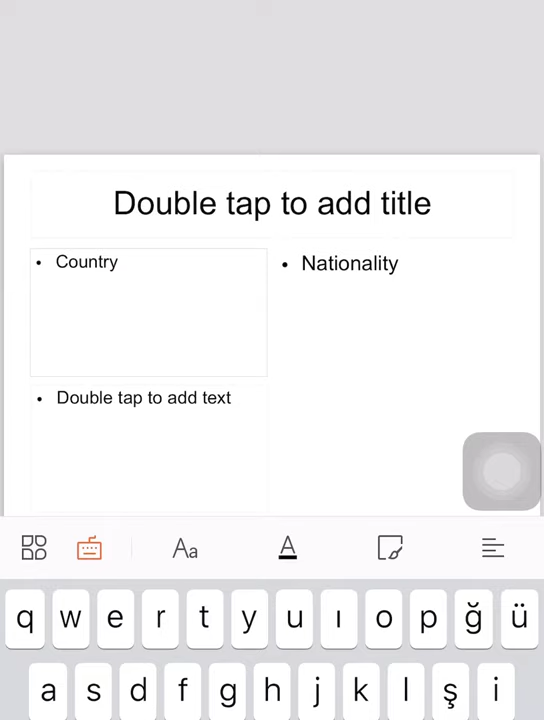 Double tap to add title
• Country
• Nationality
• Double tap to add text
Aa A
q w e r t y u ı o p ğ ü
a s d f g h j k l ş i